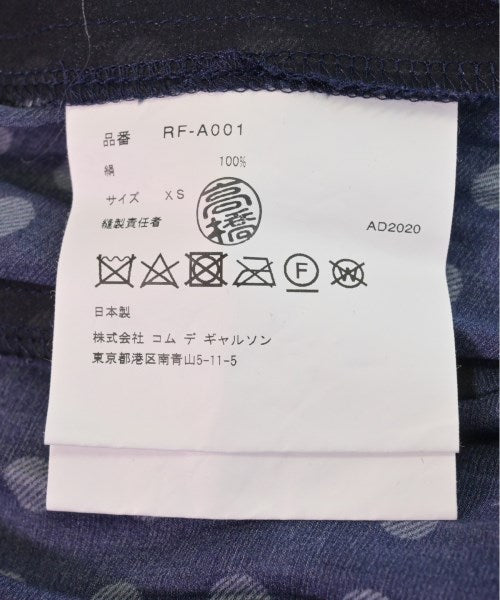 品番 RF-A001
絹 100%
サイズ XS
縫製責任者 高橋 AD2020
F W
日本製
株式会社 コム デ ギャルソン
東京都港区南青山5-11-5